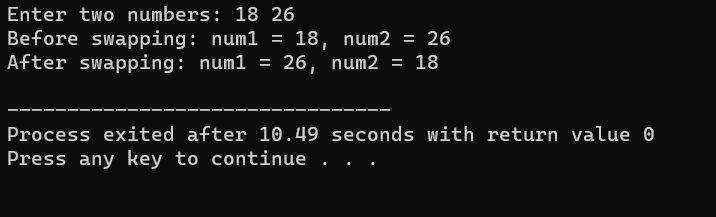 Enter two numbers: 18 26
Before swapping: num1 = 18, num2 = 26
After swapping: num1 = 26, num2 = 18
--------------------------------
Process exited after 10.49 seconds with return value 0
Press any key to continue . . .